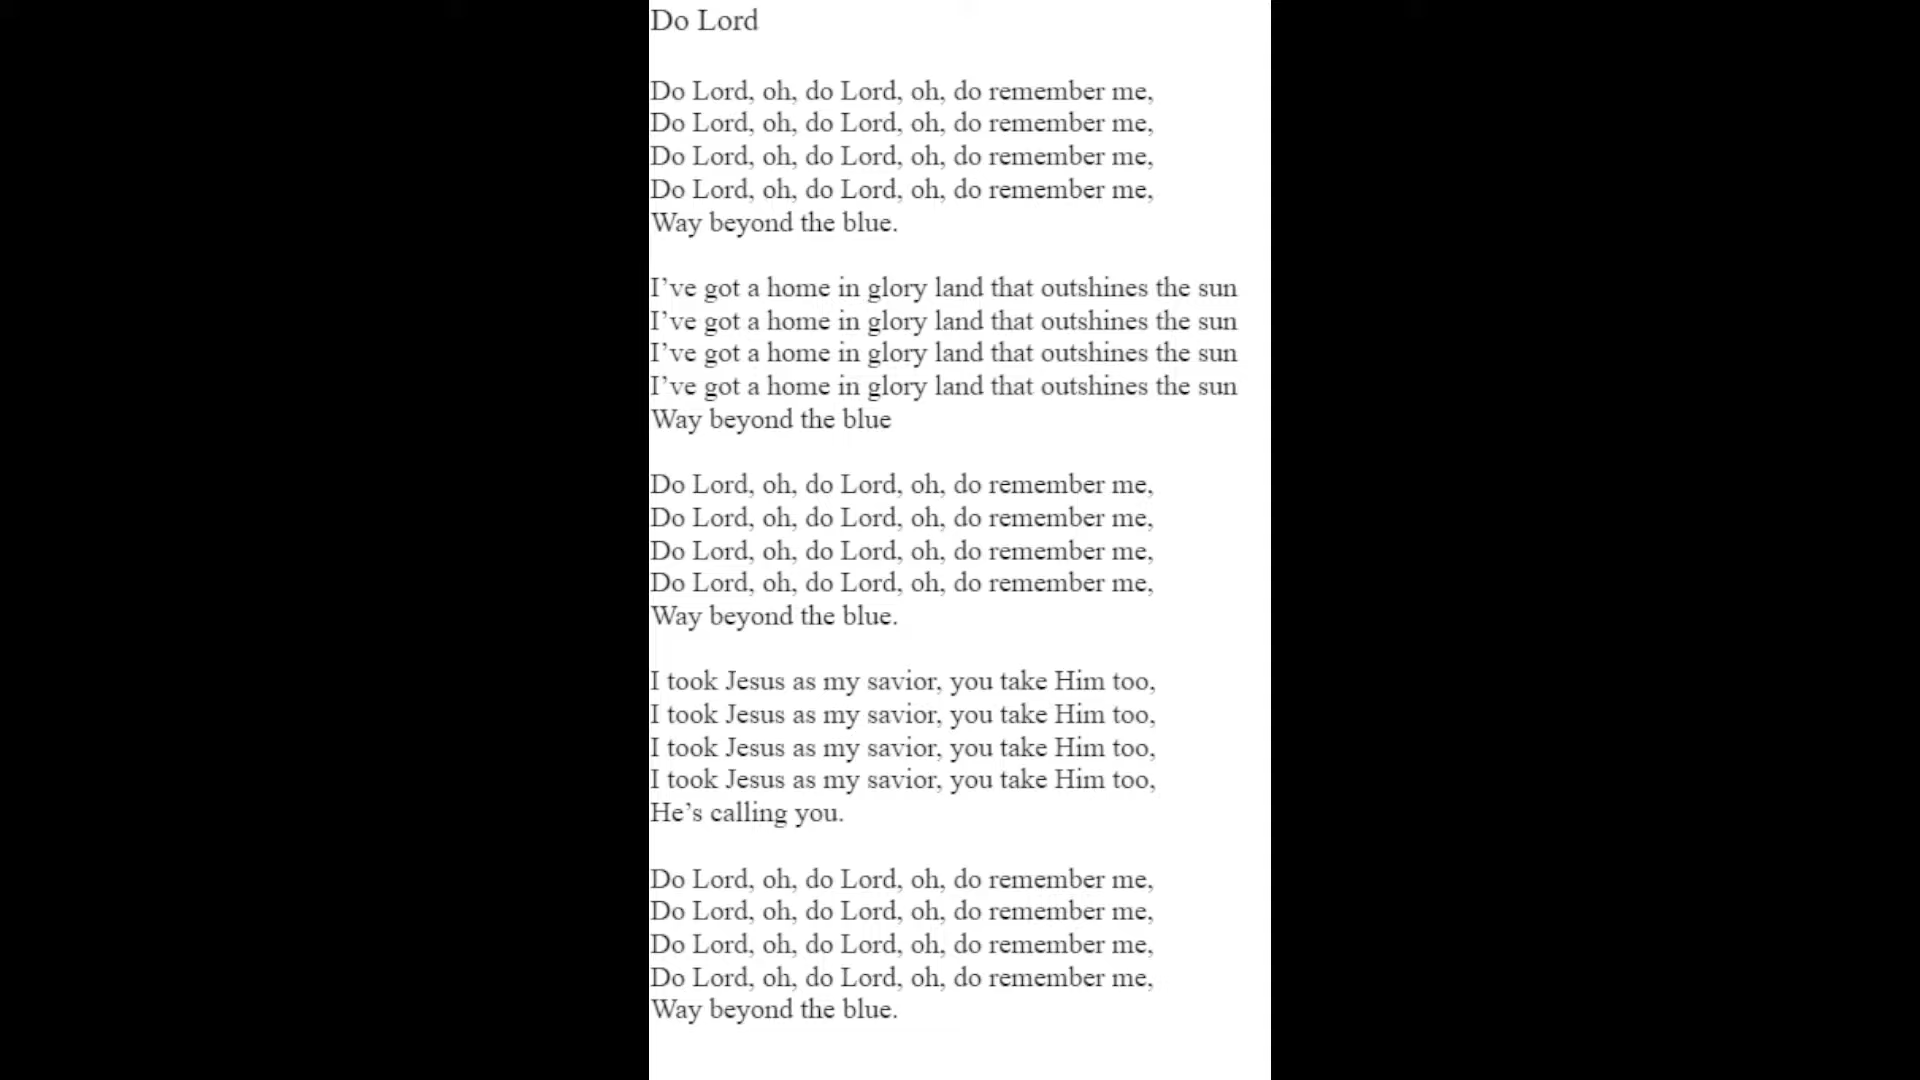 Do Lord
Do Lord, oh, do Lord, oh, do remember me,
Do Lord, oh, do Lord, oh, do remember me,
Do Lord, oh, do Lord, oh, do remember me,
Do Lord, oh, do Lord, oh, do remember me,
Way beyond the blue.
I’ve got a home in glory land that outshines the sun
I’ve got a home in glory land that outshines the sun
I’ve got a home in glory land that outshines the sun
I’ve got a home in glory land that outshines the sun
Way beyond the blue
Do Lord, oh, do Lord, oh, do remember me,
Do Lord, oh, do Lord, oh, do remember me,
Do Lord, oh, do Lord, oh, do remember me,
Do Lord, oh, do Lord, oh, do remember me,
Way beyond the blue.
I took Jesus as my savior, you take Him too,
I took Jesus as my savior, you take Him too,
I took Jesus as my savior, you take Him too,
I took Jesus as my savior, you take Him too,
He’s calling you.
Do Lord, oh, do Lord, oh, do remember me,
Do Lord, oh, do Lord, oh, do remember me,
Do Lord, oh, do Lord, oh, do remember me,
Do Lord, oh, do Lord, oh, do remember me,
Way beyond the blue.